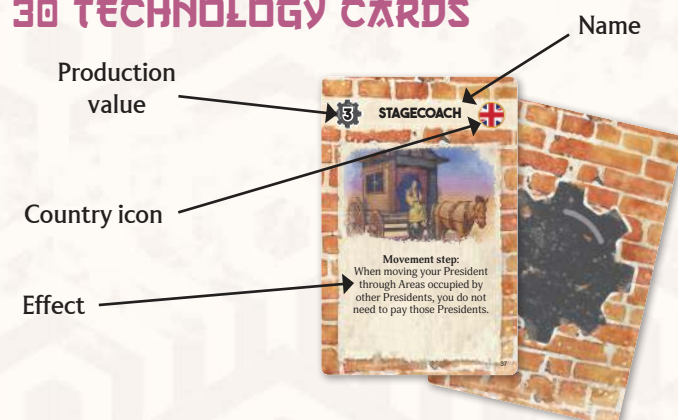 30 TECHNOLOGY CARDS
Name
Production
value
3
STAGECOACH
Country icon
Movement step:
When moving your President
through Areas occupied by
other Presidents, you do not
need to pay those Presidents.
Effect
37